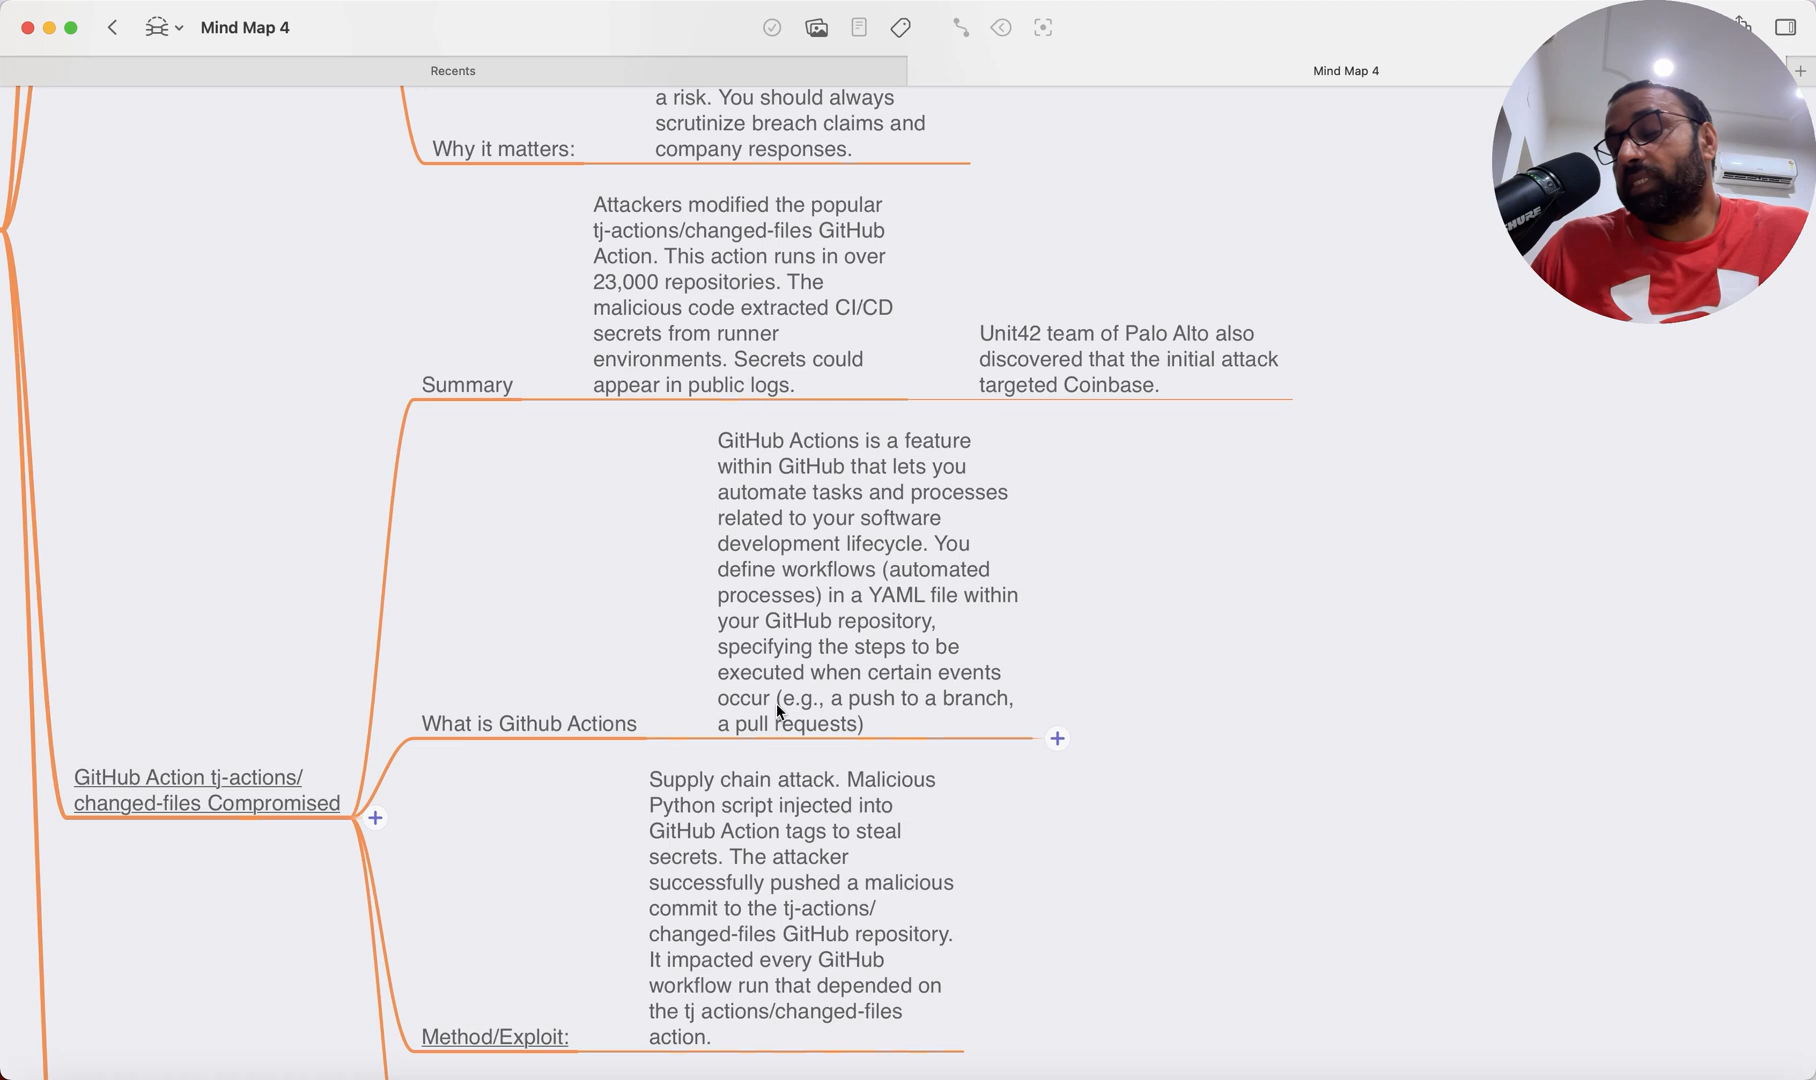 Mind Map 4
Recents
Mind Map 4
a risk. You should always
scrutinize breach claims and
company responses.
Why it matters:
Attackers modified the popular
tj-actions/changed-files GitHub
Action. This action runs in over
23,000 repositories. The
malicious code extracted CI/CD
secrets from runner
environments. Secrets could
appear in public logs.
Summary
Unit42 team of Palo Alto also
discovered that the initial attack
targeted Coinbase.
GitHub Actions is a feature
within GitHub that lets you
automate tasks and processes
related to your software
development lifecycle. You
define workflows (automated
processes) in a YAML file within
your GitHub repository,
specifying the steps to be
executed when certain events
occur (e.g., a push to a branch,
a pull requests)
What is Github Actions
GitHub Action tj-actions/
changed-files Compromised
Supply chain attack. Malicious
Python script injected into
GitHub Action tags to steal
secrets. The attacker
successfully pushed a malicious
commit to the tj-actions/
changed-files GitHub repository.
It impacted every GitHub
workflow run that depended on
the tj actions/changed-files
action.
Method/Exploit:
SHURE